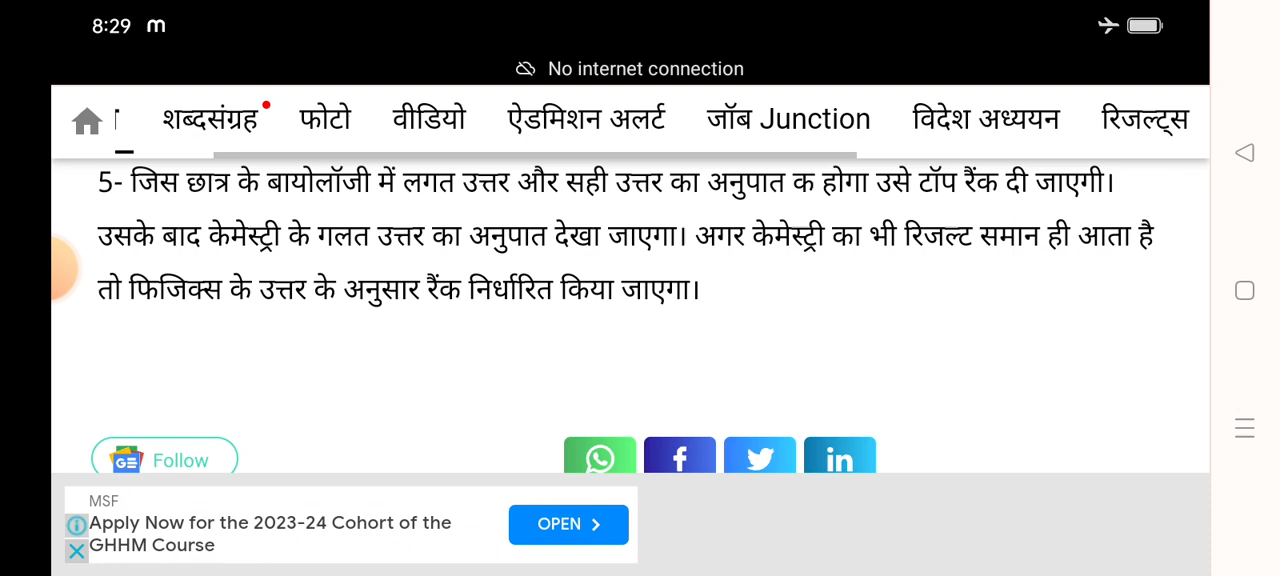 8:29 m
No internet connection
शब्दसंग्रह फोटो वीडियो ऐडमिशन अलर्ट जॉब Junction विदेश अध्ययन रिजल्ट्स
5- जिस छात्र के बायोलॉजी में लगत उत्तर और सही उत्तर का अनुपात क होगा उसे टॉप रैंक दी जाएगी।
उसके बाद केमेस्ट्री के गलत उत्तर का अनुपात देखा जाएगा। अगर केमेस्ट्री का भी रिजल्ट समान ही आता है
तो फिजिक्स के उत्तर के अनुसार रैंक निर्धारित किया जाएगा।
GE Follow
f in
MSF
Apply Now for the 2023-24 Cohort of the
GHHM Course
OPEN